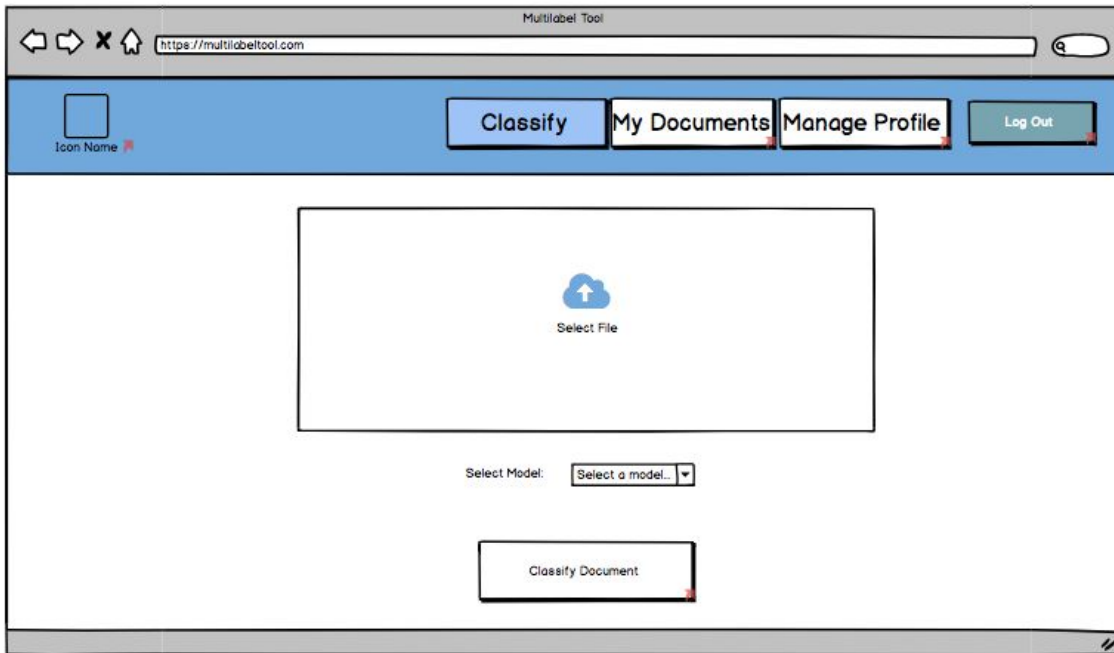 Multilabel Tool
https://multilabeltool.com
Icon Name
Classify
My Documents
Manage Profile
Log Out
Select File
Select Model:
Select a model..
Classify Document